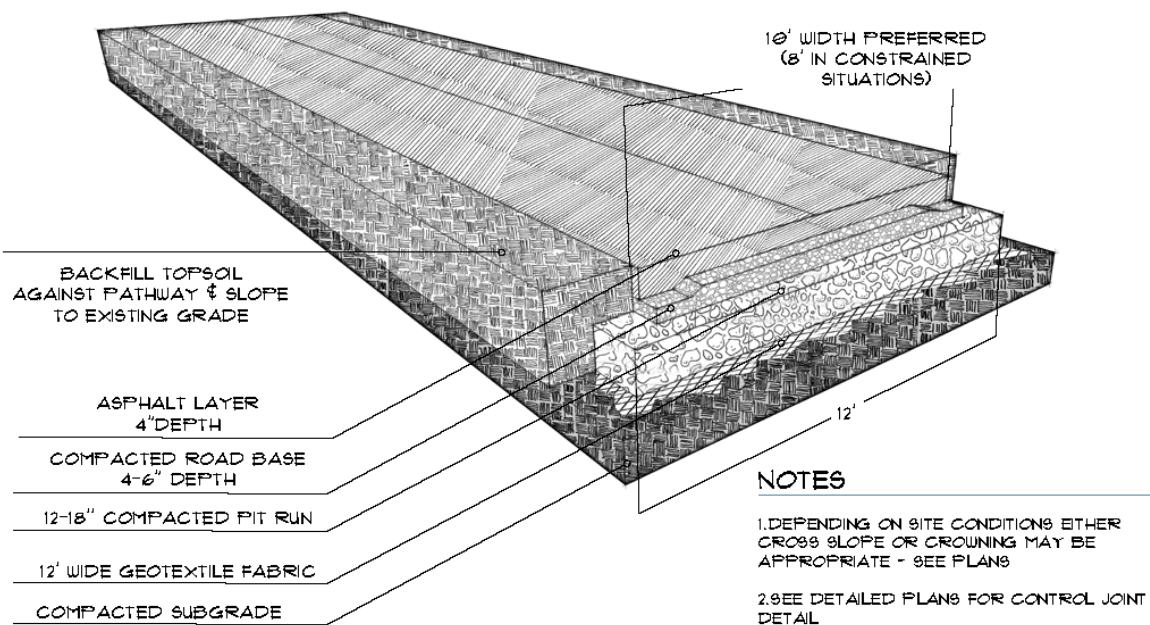 10' WIDTH PREFERRED
(8' IN CONSTRAINED
SITUATIONS)
BACKFILL TOPSOIL
AGAINST PATHWAY & SLOPE
TO EXISTING GRADE
ASPHALT LAYER
4" DEPTH
COMPACTED ROAD BASE
4-6" DEPTH
12-18" COMPACTED PIT RUN
12' WIDE GEOTEXTILE FABRIC
COMPACTED SUBGRADE
12'
NOTES
1.DEPENDING ON SITE CONDITIONS EITHER
CROSS SLOPE OR CROWNING MAY BE
APPROPRIATE - SEE PLANS
2.SEE DETAILED PLANS FOR CONTROL JOINT
DETAIL